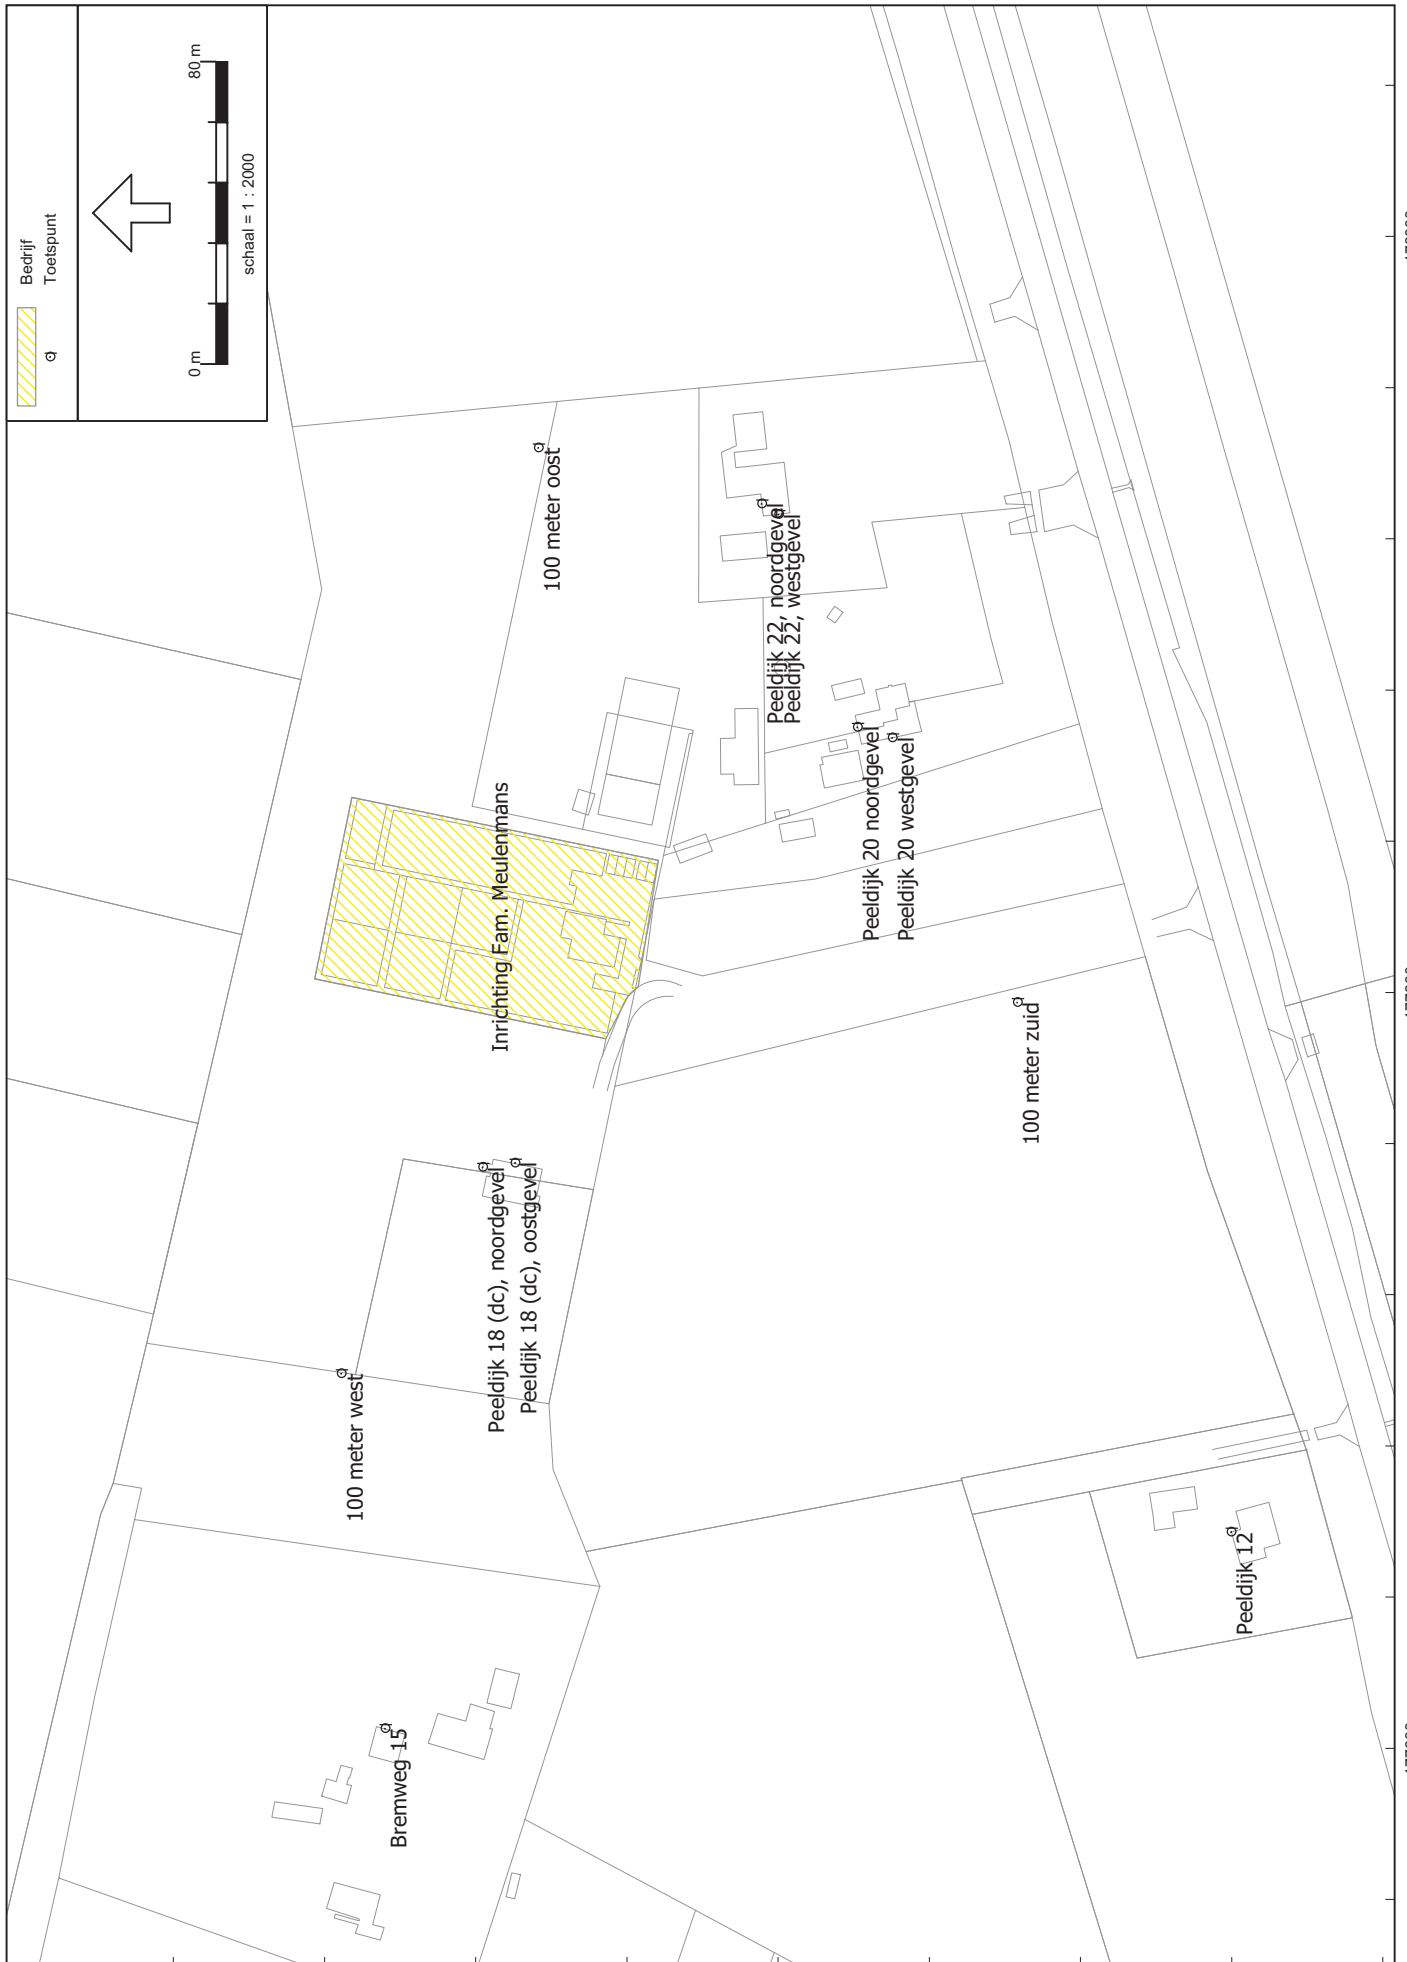 Bedrijf
Toetspunt
0 m
80 m
schaal = 1 : 2000
100 meter oost
Peeldijk 22, noordgevel
Peeldijk 22, westgevel
Inrichting Fam. Meulenmans
Peeldijk 20 noordgevel
Peeldijk 20 westgevel
100 meter zuid
Peeldijk 18 (dc), noordgevel
Peeldijk 18 (dc), oostgevel
100 meter west
Peeldijk 12
Bremweg 15